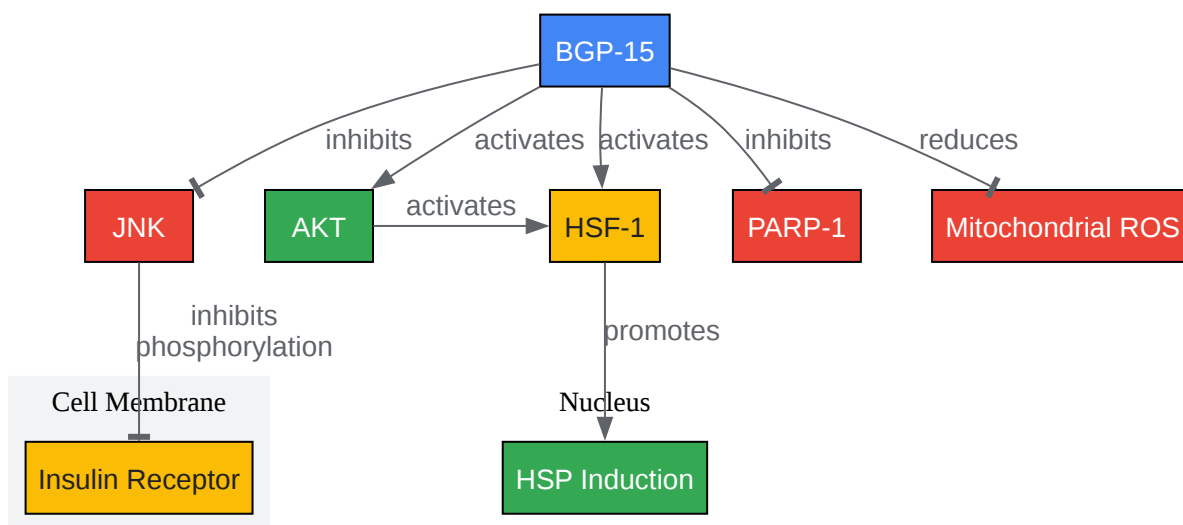 BGP-15
inhibits
activates
activates
inhibits
reduces
JNK
AKT
activates
HSF-1
PARP-1
Mitochondrial ROS
inhibits
phosphorylation
promotes
Cell Membrane
Nucleus
Insulin Receptor
HSP Induction